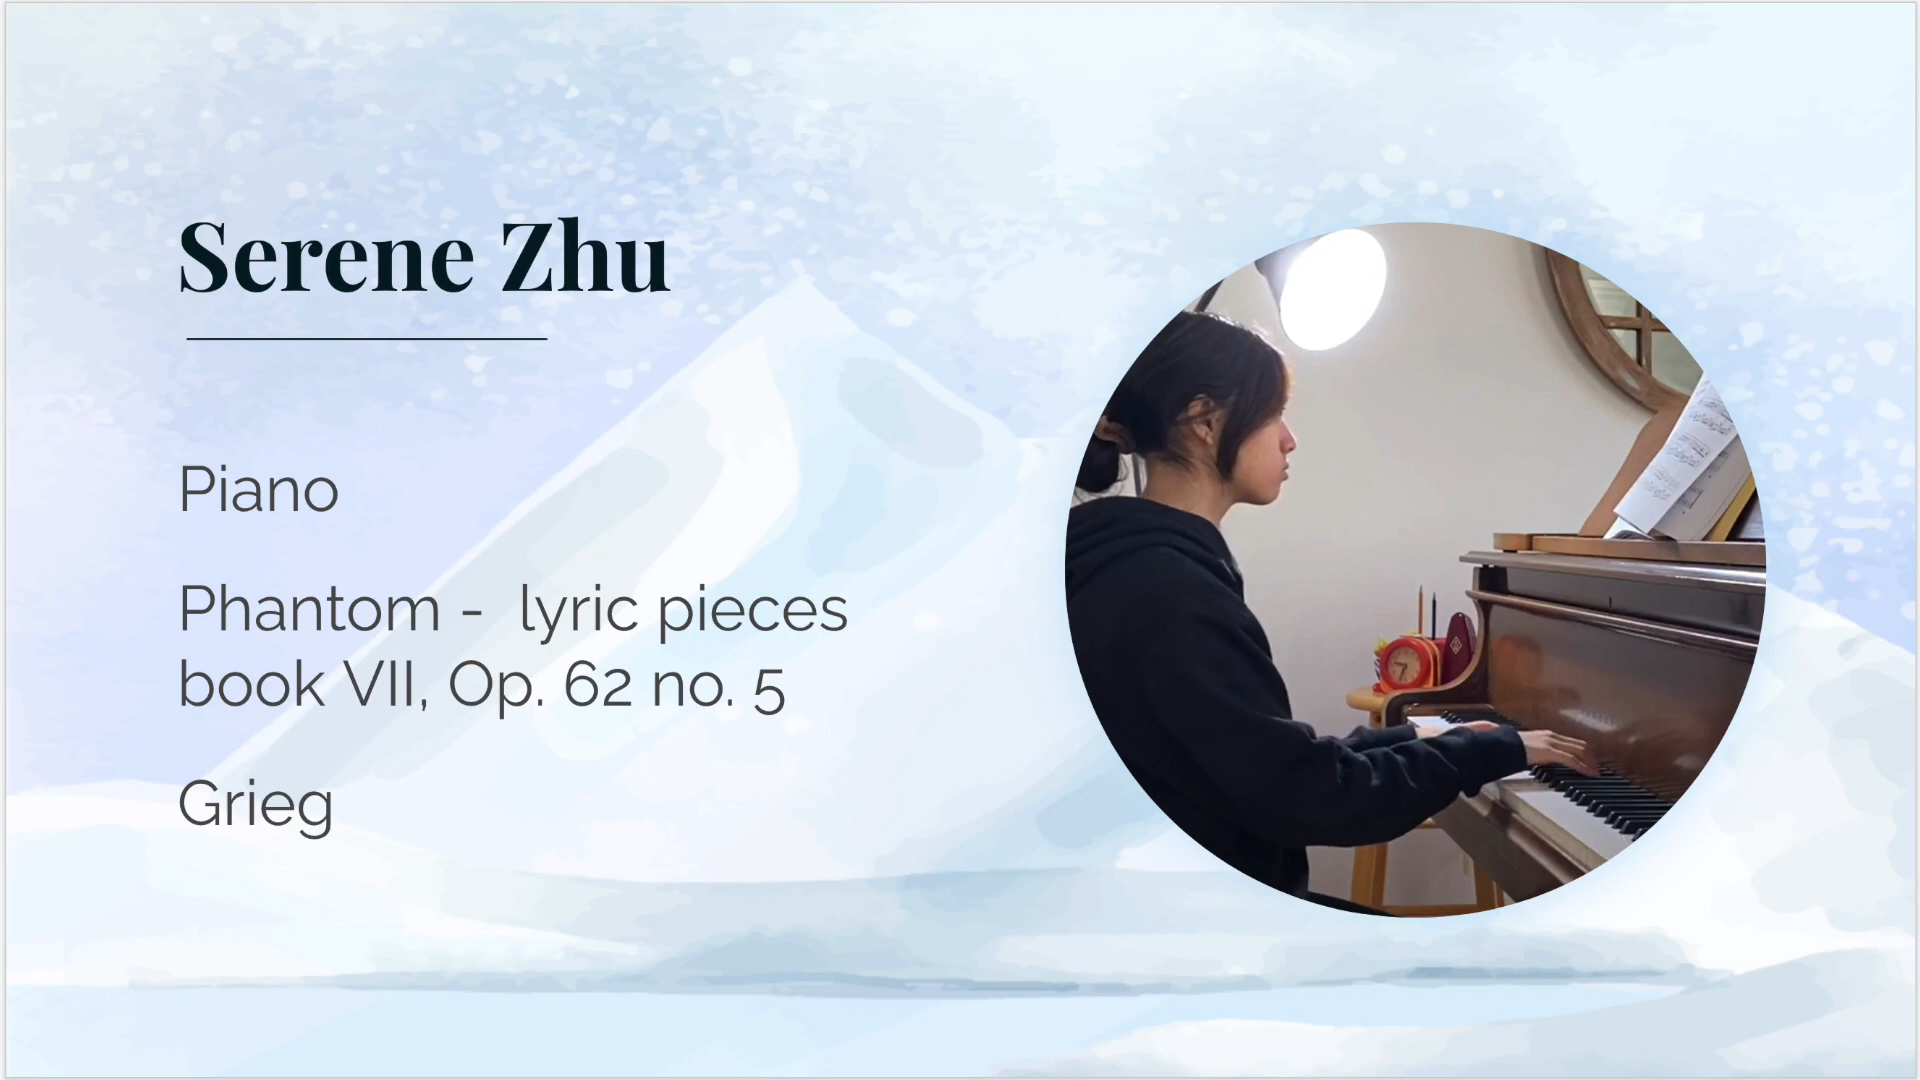 Serene Zhu
Piano
Phantom -  lyric pieces
book VII, Op. 62 no. 5
Grieg